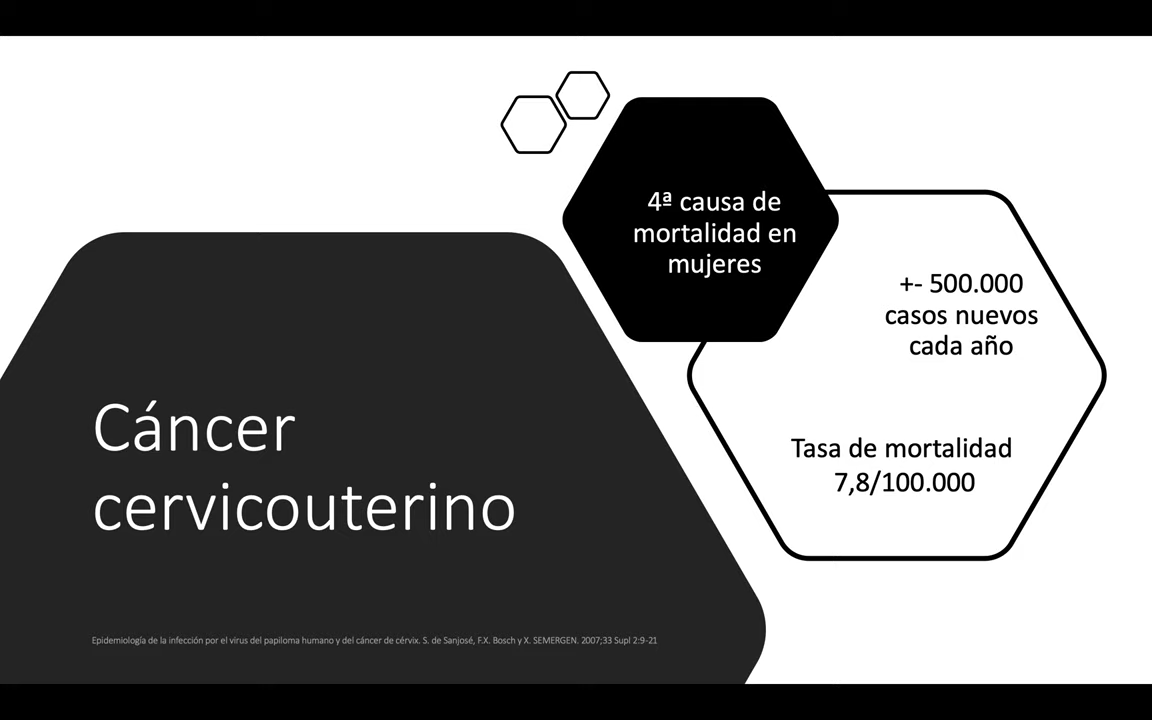 4ª causa de
mortalidad en
mujeres
+- 500.000
casos nuevos
cada año
Tasa de mortalidad
7,8/100.000
Cáncer
cervicouterino
Epidemiología de la infección por el virus del papiloma humano y del cáncer de cérvix. S. de Sanjosé, F.X. Bosch y X. SEMERGEN. 2007;33 Supl 2:9-21